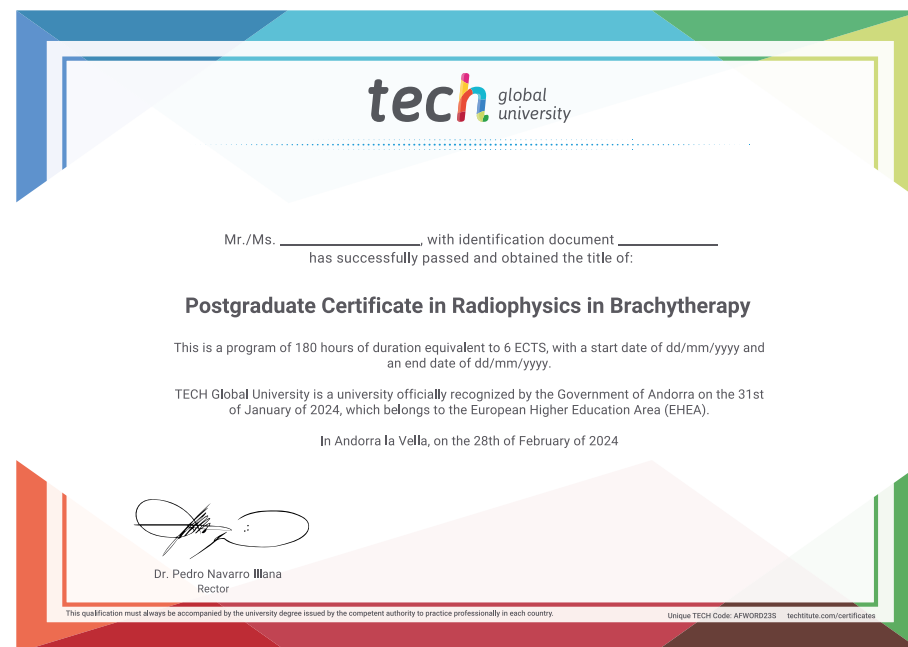 tech global university
Mr./Ms. ____________, with identification document ____________
has successfully passed and obtained the title of:
Postgraduate Certificate in Radiophysics in Brachytherapy
This is a program of 180 hours of duration equivalent to 6 ECTS, with a start date of dd/mm/yyyy and
an end date of dd/mm/yyyy.
TECH Global University is a university officially recognized by the Government of Andorra on the 31st
of January of 2024, which belongs to the European Higher Education Area (EHEA).
In Andorra la Vella, on the 28th of February of 2024
Dr. Pedro Navarro Illana
Rector
This qualification must always be accompanied by the university degree issued by the competent authority to practice professionally in each country.
Unique TECH Code: AFWORD23S techtitute.com/certificates